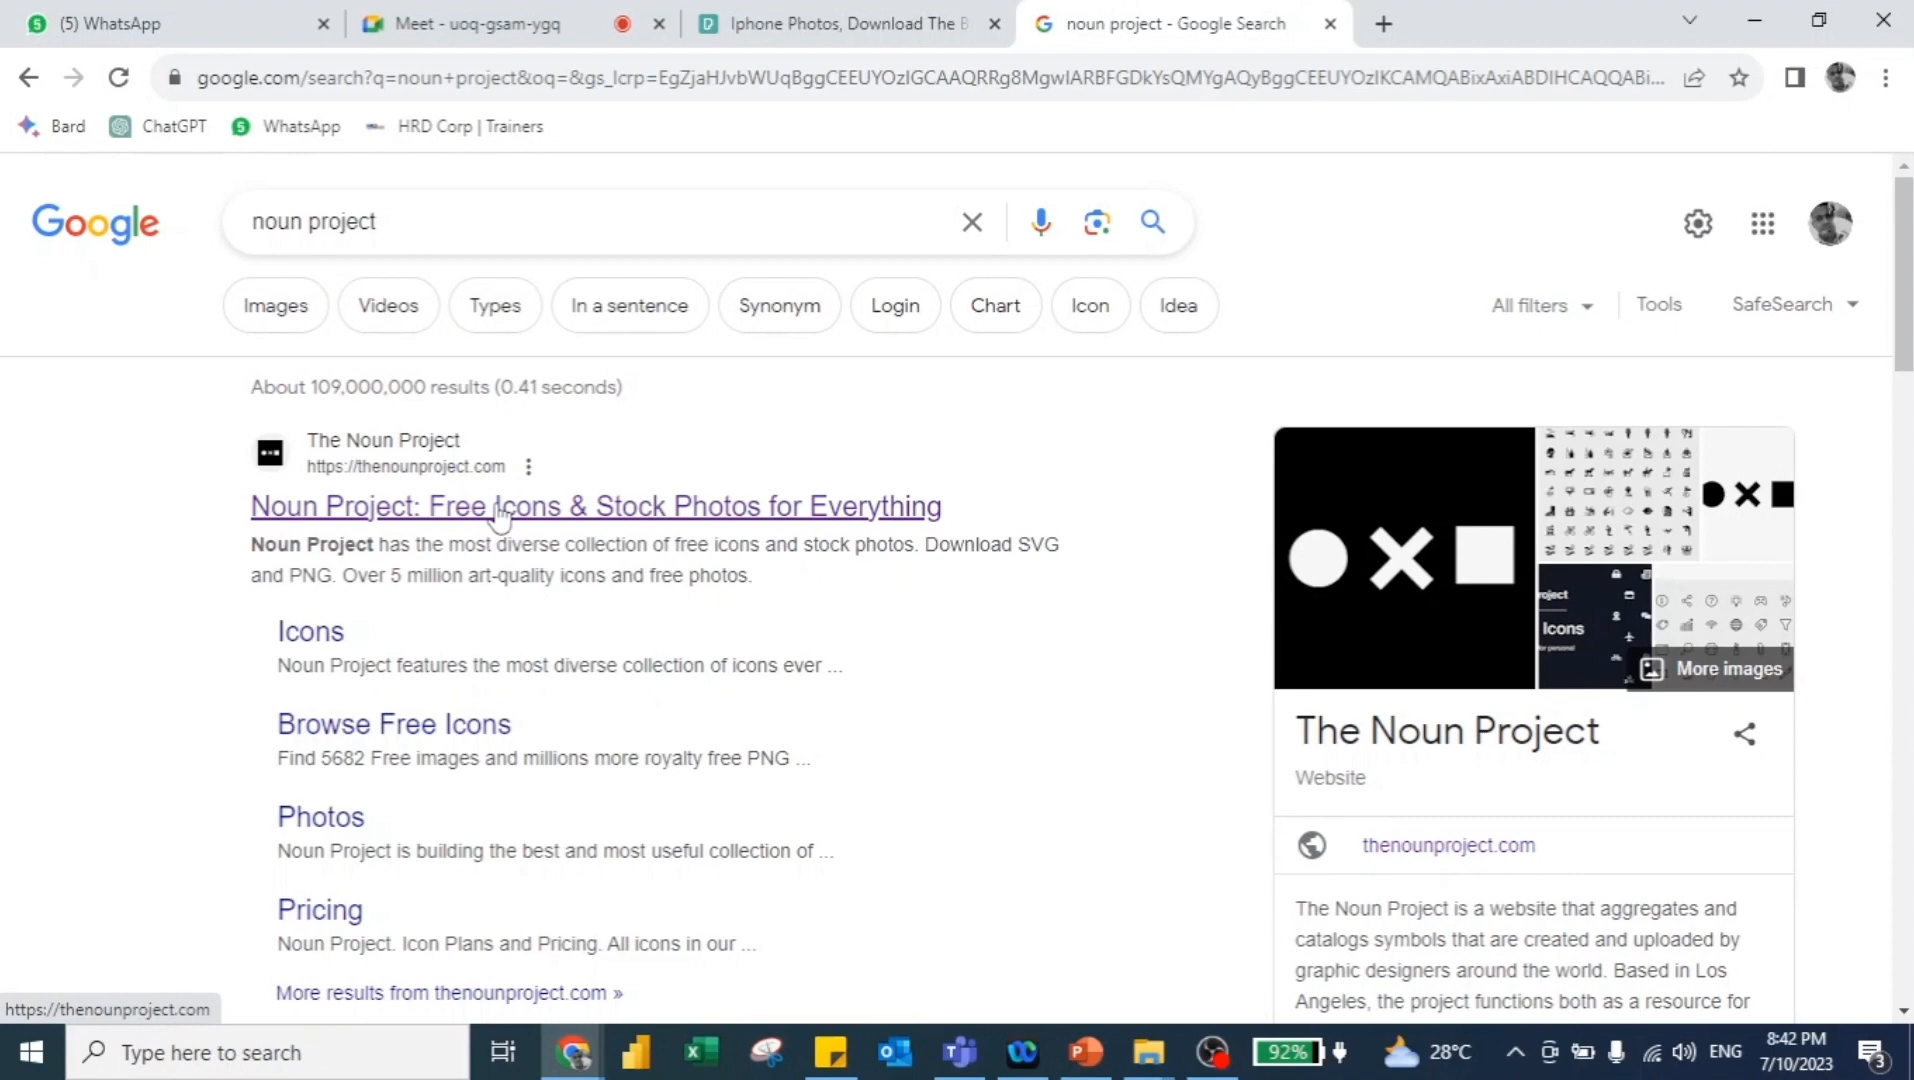 (5) WhatsApp
Meet - uoq-gsam-ygq
Iphone Photos, Download The B
noun project - Google Search
google.com/search?q=noun+project&oq=&gs_lcrp=EgZjaHJvbWUqBggCEEUYOzIGCAAQRRg8MgwIARBFGDkYsQMYgAQyBggCEEUYOzIKCAMQABixAxiABDIHCAQQABi...
Bard
ChatGPT
WhatsApp
HRD Corp | Trainers
Google
noun project
Images
Videos
Types
In a sentence
Synonym
Login
Chart
Icon
Idea
All filters
Tools
SafeSearch
About 109,000,000 results (0.41 seconds)
The Noun Project
https://thenounproject.com
Noun Project: Free Icons & Stock Photos for Everything
Noun Project has the most diverse collection of free icons and stock photos. Download SVG
and PNG. Over 5 million art-quality icons and free photos.
Icons
Noun Project features the most diverse collection of icons ever ...
Browse Free Icons
Find 5682 Free images and millions more royalty free PNG ...
Photos
Noun Project is building the best and most useful collection of ...
Pricing
Noun Project. Icon Plans and Pricing. All icons in our ...
More results from thenounproject.com »
roject
Icons
for personal
More images
The Noun Project
Website
thenounproject.com
The Noun Project is a website that aggregates and
catalogs symbols that are created and uploaded by
graphic designers around the world. Based in Los
Angeles, the project functions both as a resource for
https://thenounproject.com
Type here to search
92%
28°C
ENG
8:42 PM
7/10/2023
3